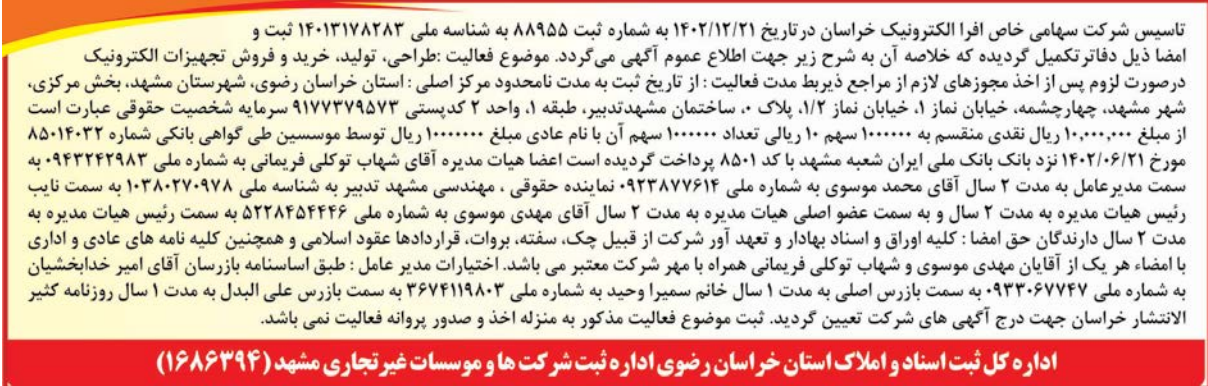 تاسیس شرکت سهامی خاص افرا الکترونیک خراسان درتاریخ ۱۴۰۲/۱۲/۲۱ به شماره ثبت ۸۸۹۵۵ به شناسه ملی ۱۴۰۱۳۱۷۸۲۸۳ ثبت و
امضا ذیل دفاتر تکمیل گردیده که خلاصه آن به شرح زیر جهت اطلاع عموم آگهی می‌گردد. موضوع فعالیت :طراحی، تولید، خرید و فروش تجهیزات الکترونیک
درصورت لزوم پس از اخذ مجوزهای لازم از مراجع ذیربط مدت فعالیت : از تاریخ ثبت به مدت نامحدود مرکز اصلی : استان خراسان رضوی، شهرستان مشهد، بخش مرکزی،
شهر مشهد، چهارچشمه، خیابان نماز ۱، خیابان نماز ۱/۲، پلاک ۰، ساختمان مشهدتدبیر، طبقه ۱، واحد ۲ کدپستی ۹۱۷۷۳۷۹۵۷۳ سرمایه شخصیت حقوقی عبارت است
از مبلغ ۱۰,۰۰۰,۰۰۰ ریال نقدی منقسم به ۱۰۰۰۰۰۰ سهم ۱۰ ریالی تعداد ۱۰۰۰۰۰۰ سهم آن با نام عادی مبلغ ۱۰۰۰۰۰۰۰ ریال توسط موسسین طی گواهی بانکی شماره ۸۵۰۱۴۰۳۲
مورخ ۱۴۰۲/۰۶/۲۱ نزد بانک بانک ملی ایران شعبه مشهد با کد ۸۵۰۱ پرداخت گردیده است اعضا هیات مدیره آقای شهاب توکلی فریمانی به شماره ملی ۰۹۴۳۲۴۲۹۸۳ به
سمت مدیرعامل به مدت ۲ سال آقای محمد موسوی به شماره ملی ۰۹۲۳۸۷۷۶۱۴ نماینده حقوقی ، مهندسی مشهد تدبیر به شناسه ملی ۱۰۳۸۰۲۷۰۹۷۸ به سمت نایب
رئیس هیات مدیره به مدت ۲ سال و به سمت عضو اصلی هیات مدیره به مدت ۲ سال آقای مهدی موسوی به شماره ملی ۵۲۲۸۴۵۴۴۴۶ به سمت رئیس هیات مدیره به
مدت ۲ سال دارندگان حق امضا : کلیه اوراق و اسناد بهادار و تعهد آور شرکت از قبیل چک، سفته، بروات، قراردادها عقود اسلامی و همچنین کلیه نامه های عادی و اداری
با امضاء هر یک از آقایان مهدی موسوی و شهاب توکلی فریمانی همراه با مهر شرکت معتبر می باشد. اختیارات مدیر عامل : طبق اساسنامه بازرسان آقای امیر خدابخشیان
به شماره ملی ۰۹۳۳۰۶۷۷۴۷ به سمت بازرس اصلی به مدت ۱ سال خانم سمیرا وحید به شماره ملی ۳۶۷۴۱۱۹۸۰۳ به سمت بازرس علی البدل به مدت ۱ سال روزنامه کثیر
الانتشار خراسان جهت درج آگهی های شرکت تعیین گردید. ثبت موضوع فعالیت مذکور به منزله اخذ و صدور پروانه فعالیت نمی باشد.
اداره کل ثبت اسناد و املاک استان خراسان رضوی اداره ثبت شرکت ها و موسسات غیرتجاری مشهد (۱۶۸۶۳۹۴)